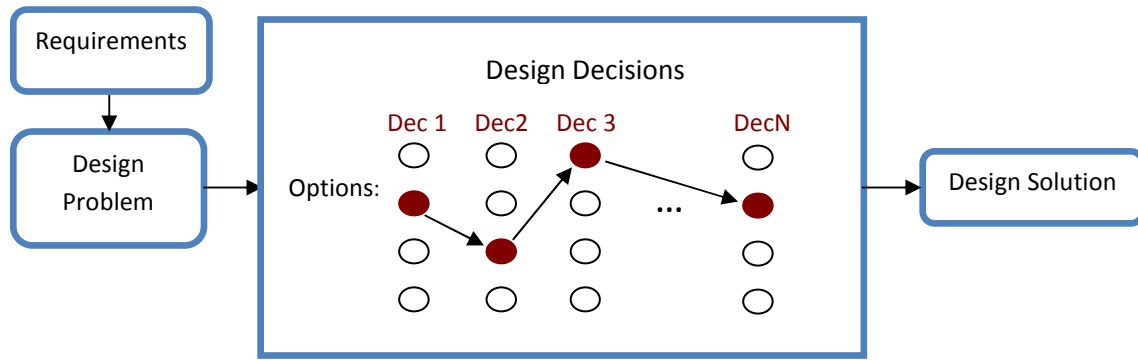 Requirements
Design
Problem
Design Decisions
Dec 1 Dec2 Dec 3 DecN
Options:
...
Design Solution